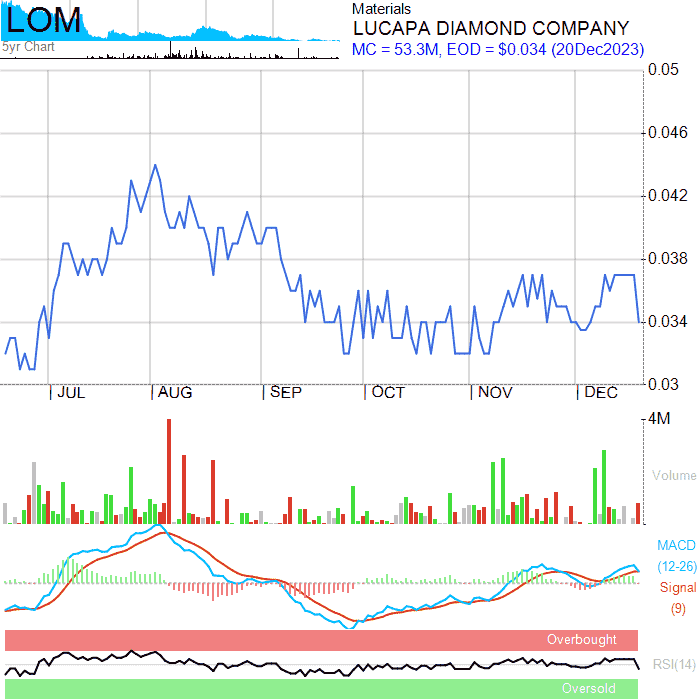 LOM
5yr Chart
Materials
LUCAPA DIAMOND COMPANY
MC = 53.3M, EOD = $0.034 (20Dec2023)
0.05
0.046
0.042
0.038
0.034
0.03
JUL AUG SEP OCT NOV DEC
4M
Volume
MACD
(12-26)
Signal
(9)
Overbought
RSI(14)
Oversold